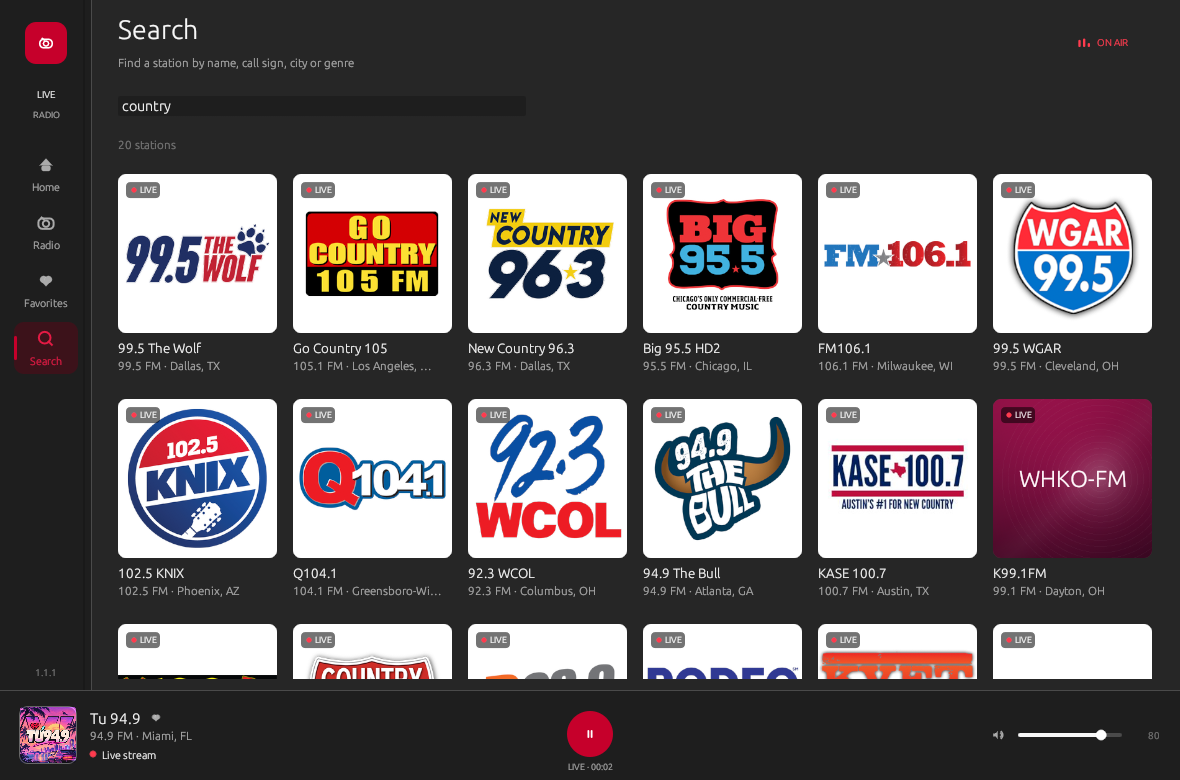 Search
Find a station by name, call sign, city or genre
ON AIR
LIVE
RADIO
Home
Radio
Favorites
Search
1.1.1
country
20 stations
LIVE
99.5 THE WOLF
99.5 The Wolf
99.5 FM · Dallas, TX
LIVE
GO
COUNTRY
105 FM
Go Country 105
105.1 FM · Los Angeles, ...
LIVE
NEW
COUNTRY
96.3
New Country 96.3
96.3 FM · Dallas, TX
LIVE
BIG
95.5
CHICAGO'S ONLY COMMERCIAL-FREE
COUNTRY MUSIC
Big 95.5 HD2
95.5 FM · Chicago, IL
LIVE
FM106.1
FM106.1
106.1 FM · Milwaukee, WI
LIVE
WGAR
99.5
99.5 WGAR
99.5 FM · Cleveland, OH
LIVE
102.5
KNIX
102.5 KNIX
102.5 FM · Phoenix, AZ
LIVE
Q104.1
Q104.1
104.1 FM · Greensboro-Wi...
LIVE
92.3
WCOL
92.3 WCOL
92.3 FM · Columbus, OH
LIVE
94.9
THE
BULL
94.9 The Bull
94.9 FM · Atlanta, GA
LIVE
KASE 100.7
AUSTIN'S #1 FOR NEW COUNTRY
KASE 100.7
100.7 FM · Austin, TX
LIVE
WHKO-FM
K99.1FM
99.1 FM · Dayton, OH
LIVE
LIVE
COUNTRY
LIVE
LIVE
RODEO
LIVE
LIVE
TU949
Tu 94.9
94.9 FM · Miami, FL
Live stream
LIVE · 00:02
80